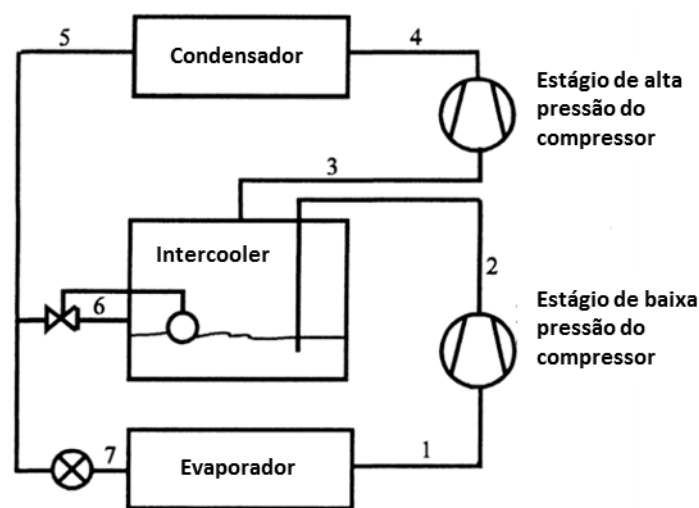 5
Condensador
4
Estágio de alta
pressão do
compressor
3
Intercooler
2
6
Estágio de baixa
pressão do
compressor
7
Evaporador
1